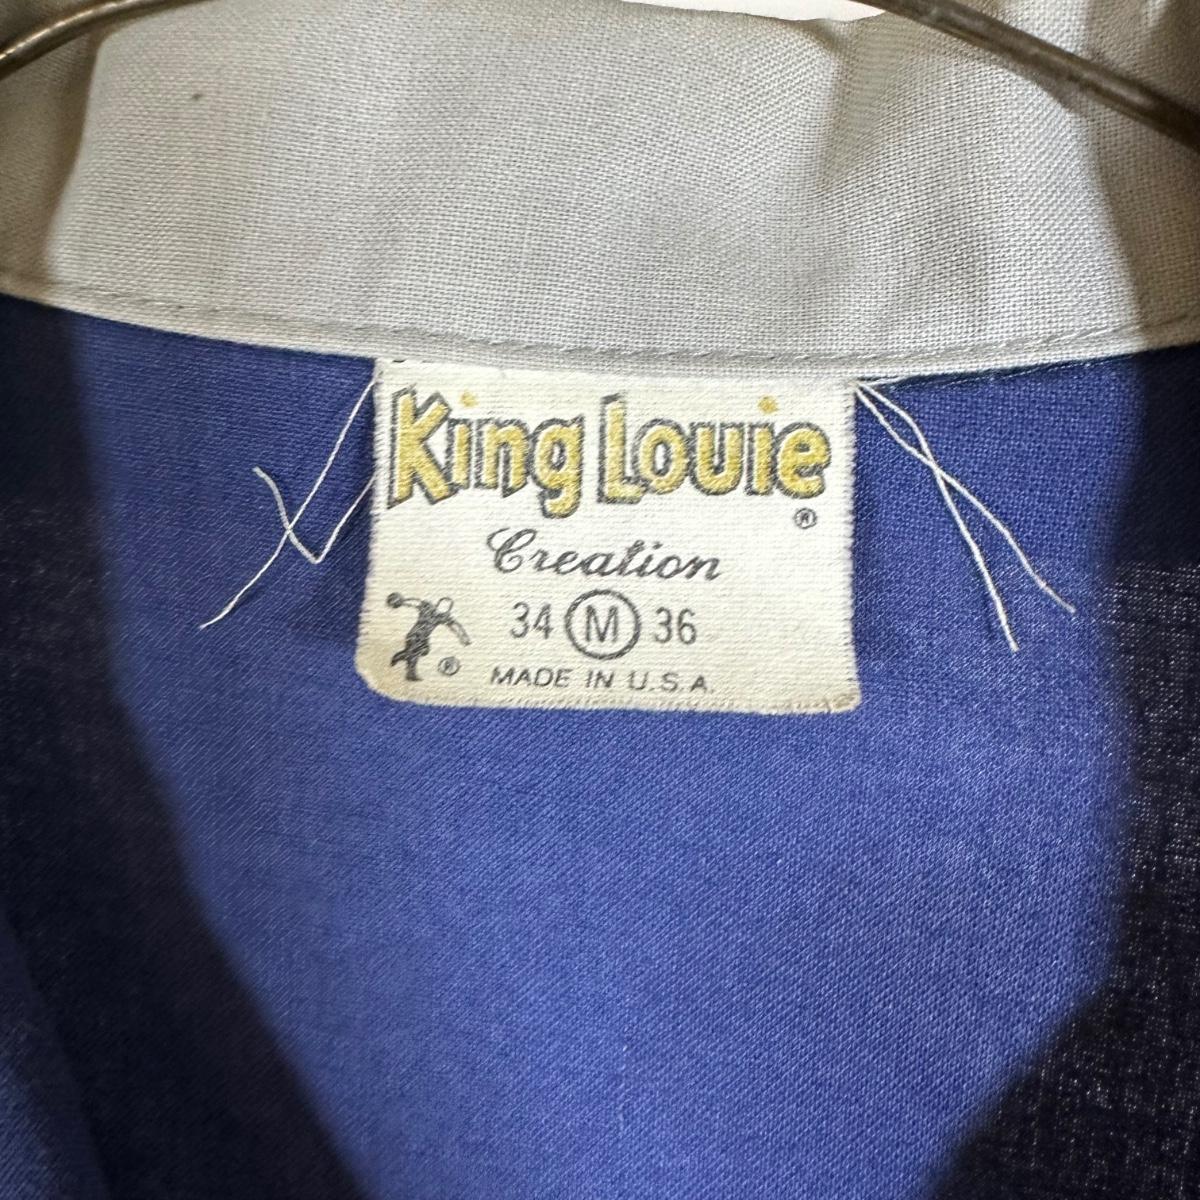 King Louie
®
Creation
34 M 36
®
MADE IN U.S.A.